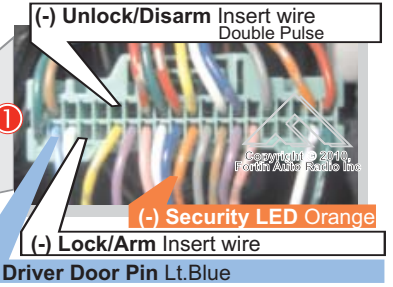 (-) Unlock/Disarm Insert wire
Double Pulse
1
Copyright © 2010,
Fortin Auto Radio Inc
(-) Security LED Orange
(-) Lock/Arm Insert wire
Driver Door Pin Lt.Blue